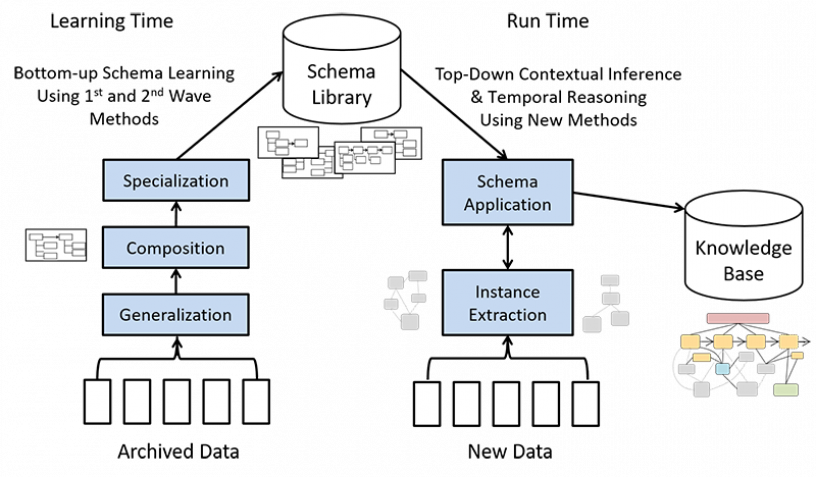 Learning Time
Run Time
Bottom-up Schema Learning
Using 1st and 2nd Wave
Methods
Schema
Library
Top-Down Contextual Inference
& Temporal Reasoning
Using New Methods
Specialization
Composition
Generalization
Archived Data
Schema
Application
Instance
Extraction
New Data
Knowledge
Base